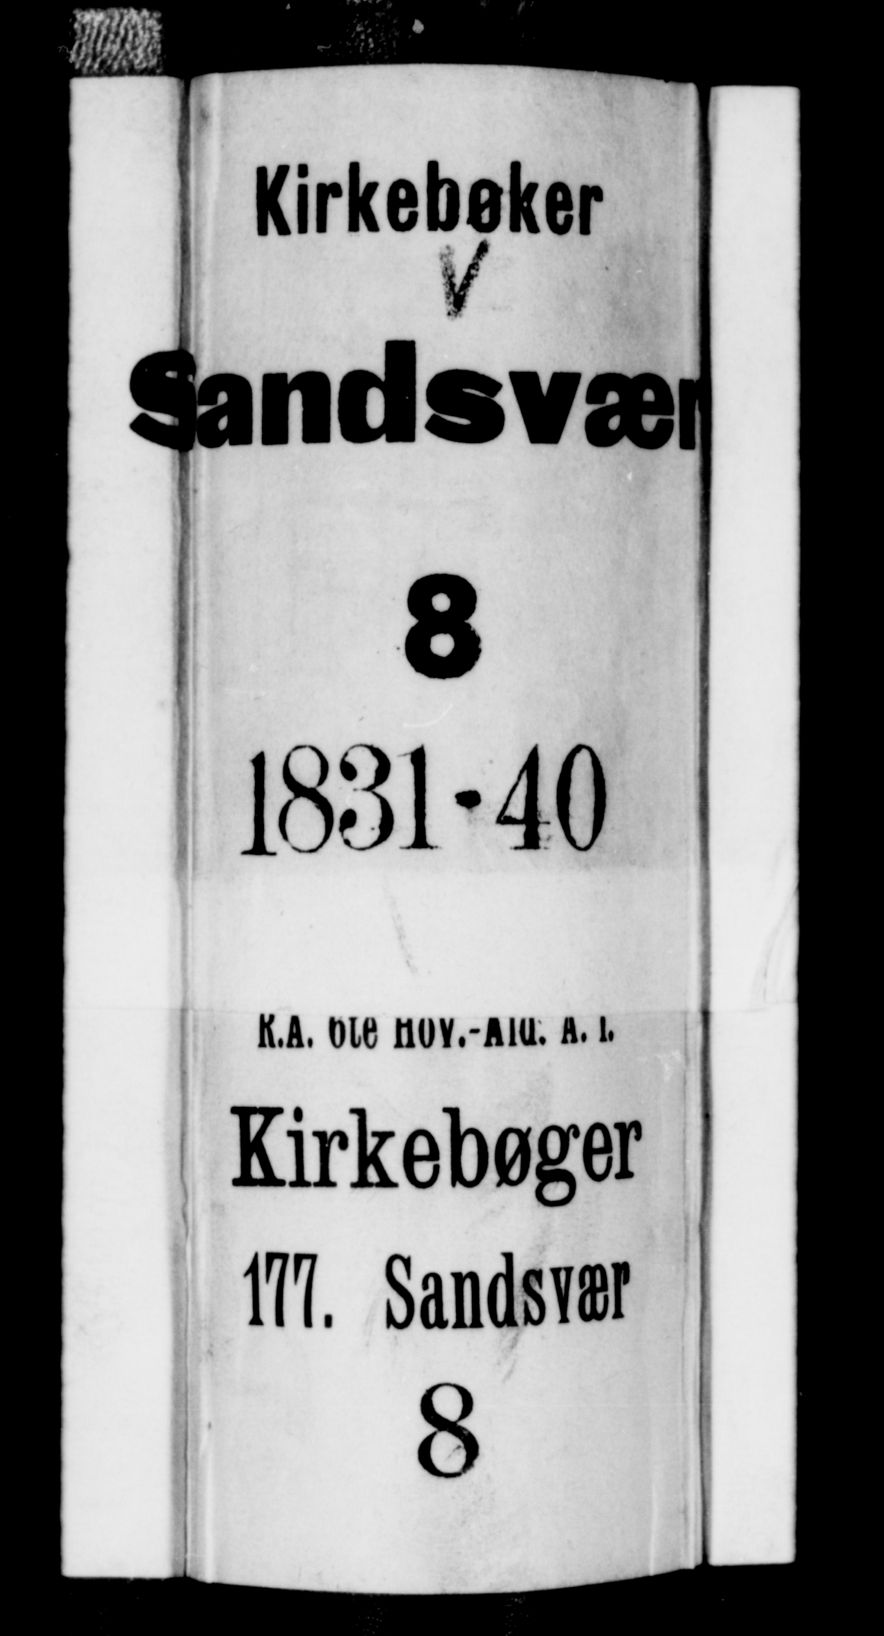 Kirkebøker
V
Sandsvær
8
1831-40
K.A. 6te Hov.-Afd. A. I.
Kirkebøger
177. Sandsvær
8